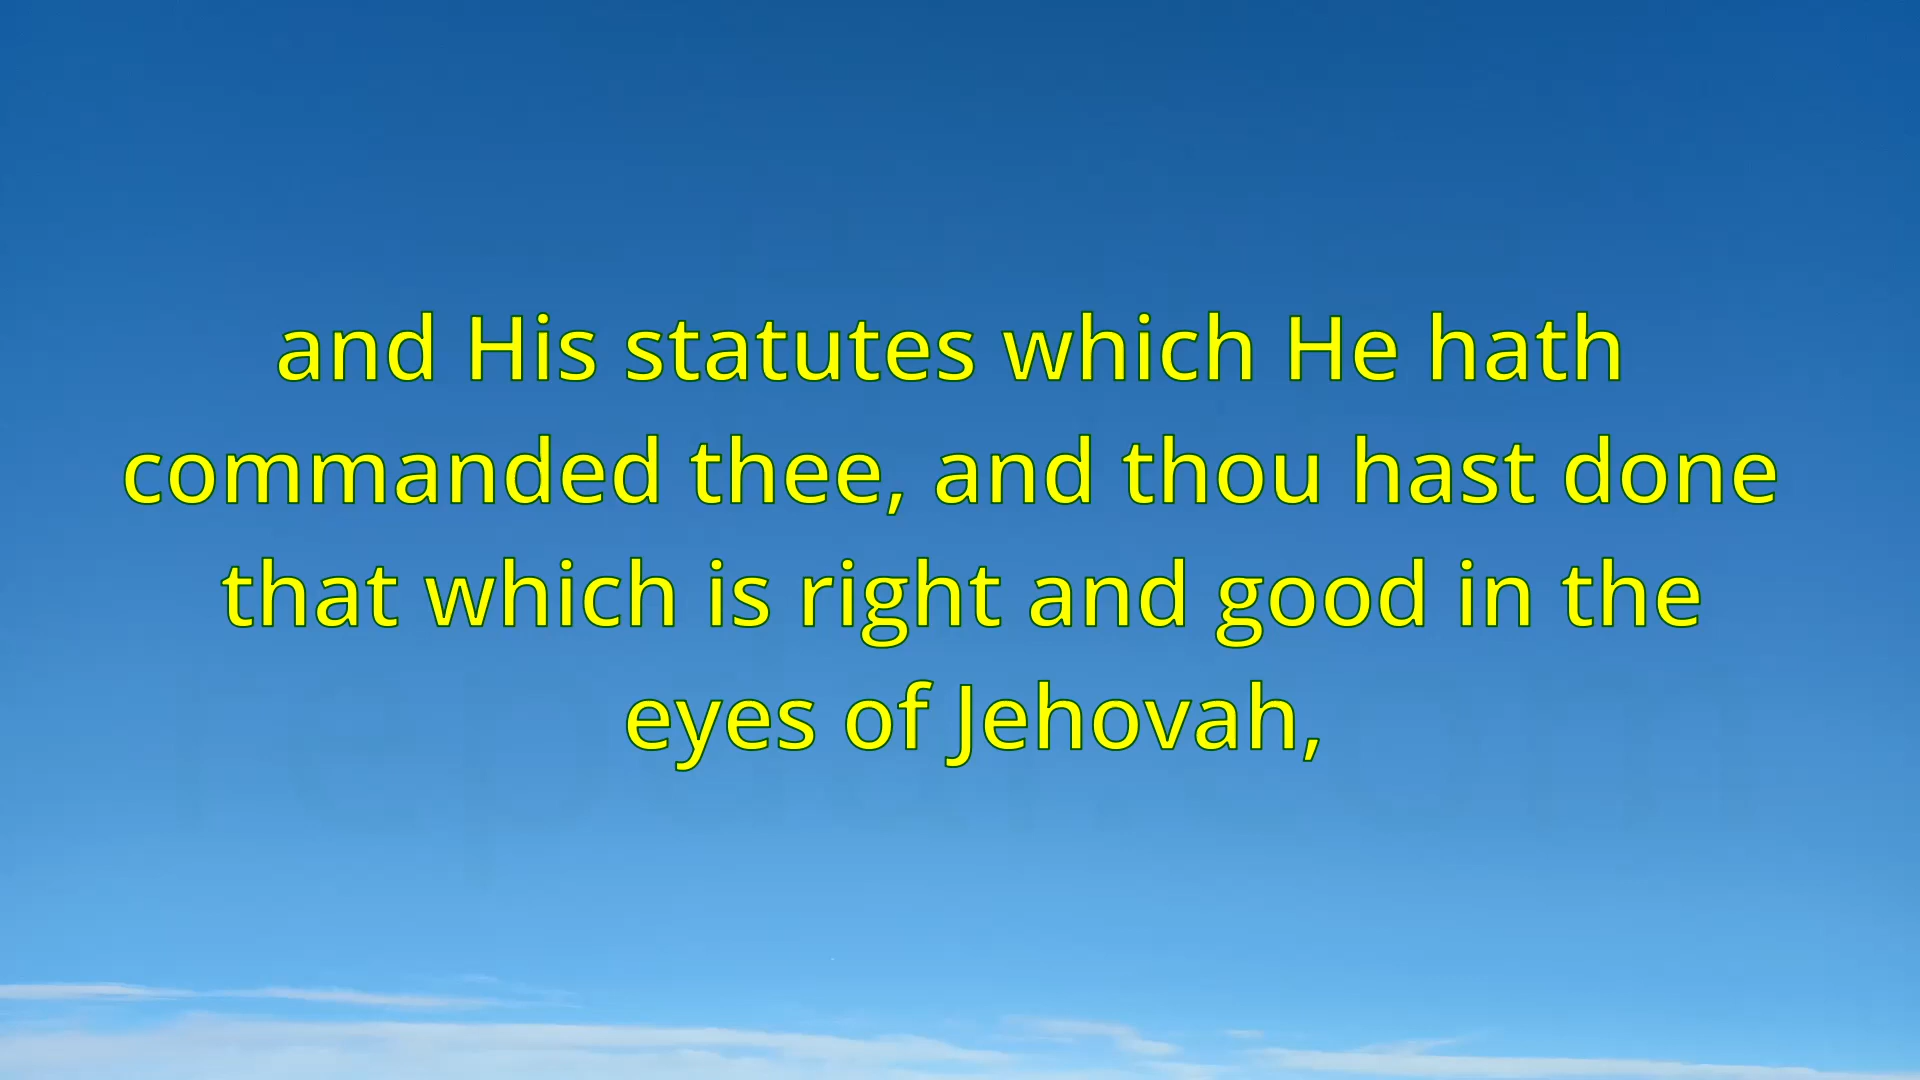 and His statutes which He hath
commanded thee, and thou hast done
that which is right and good in the
eyes of Jehovah,